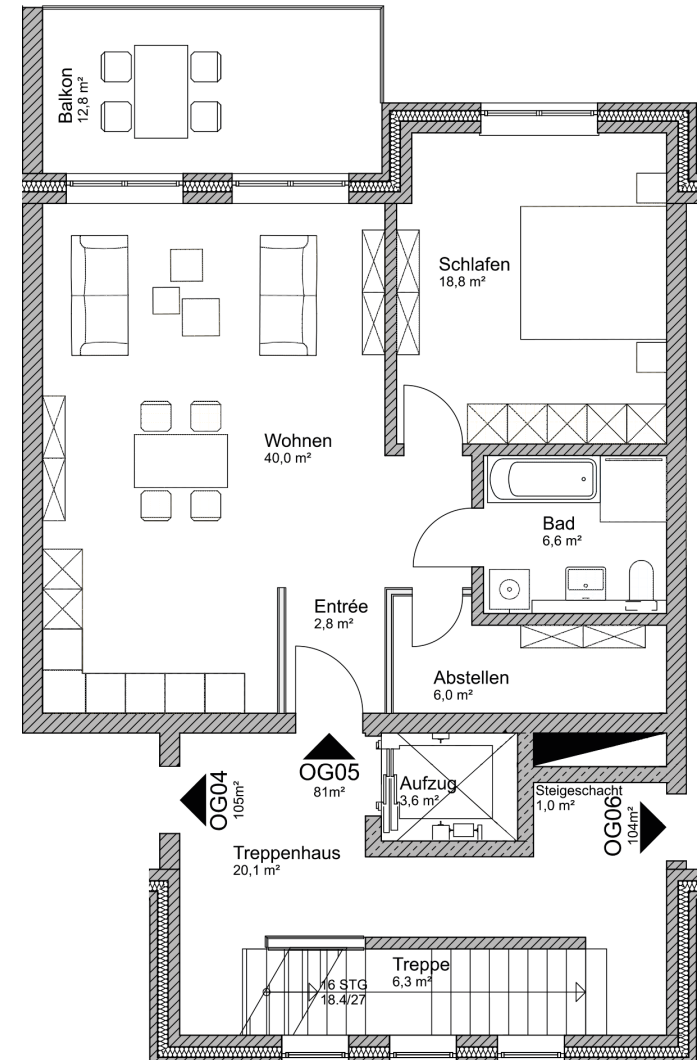 Balkon
12,8 m²
Schlafen
18,8 m²
Wohnen
40,0 m²
Bad
6,6 m²
Entrée
2,8 m²
Abstellen
6,0 m²
OG05
81m²
OG04
105m²
Aufzug
3,6 m²
Steigeschacht
1,0 m²
OG06
104m²
Treppenhaus
20,1 m²
Treppe
6,3 m²
16 STG
18.4/27